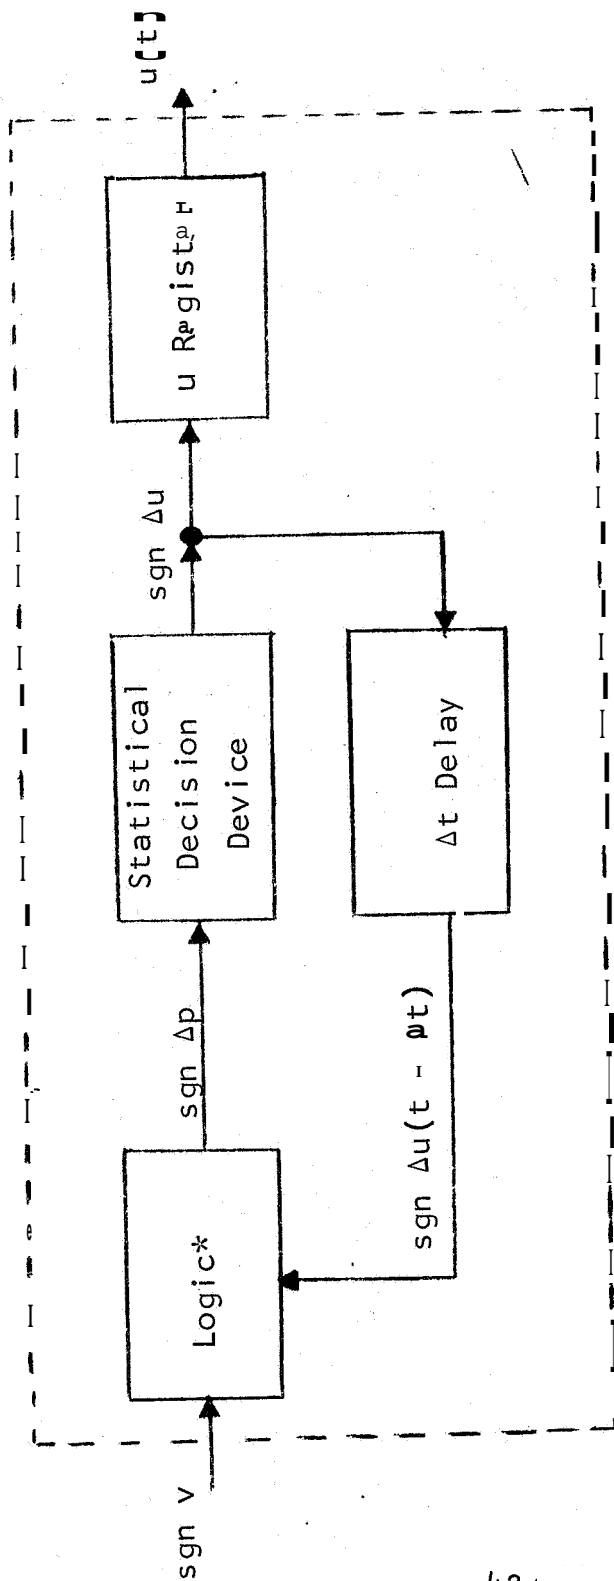 sgn v
Logic*
sgn Δp
Statistical
Decision
Device
sgn Δu
u Register
u(t)
Δt Delay
sgn Δu(t - Δt)